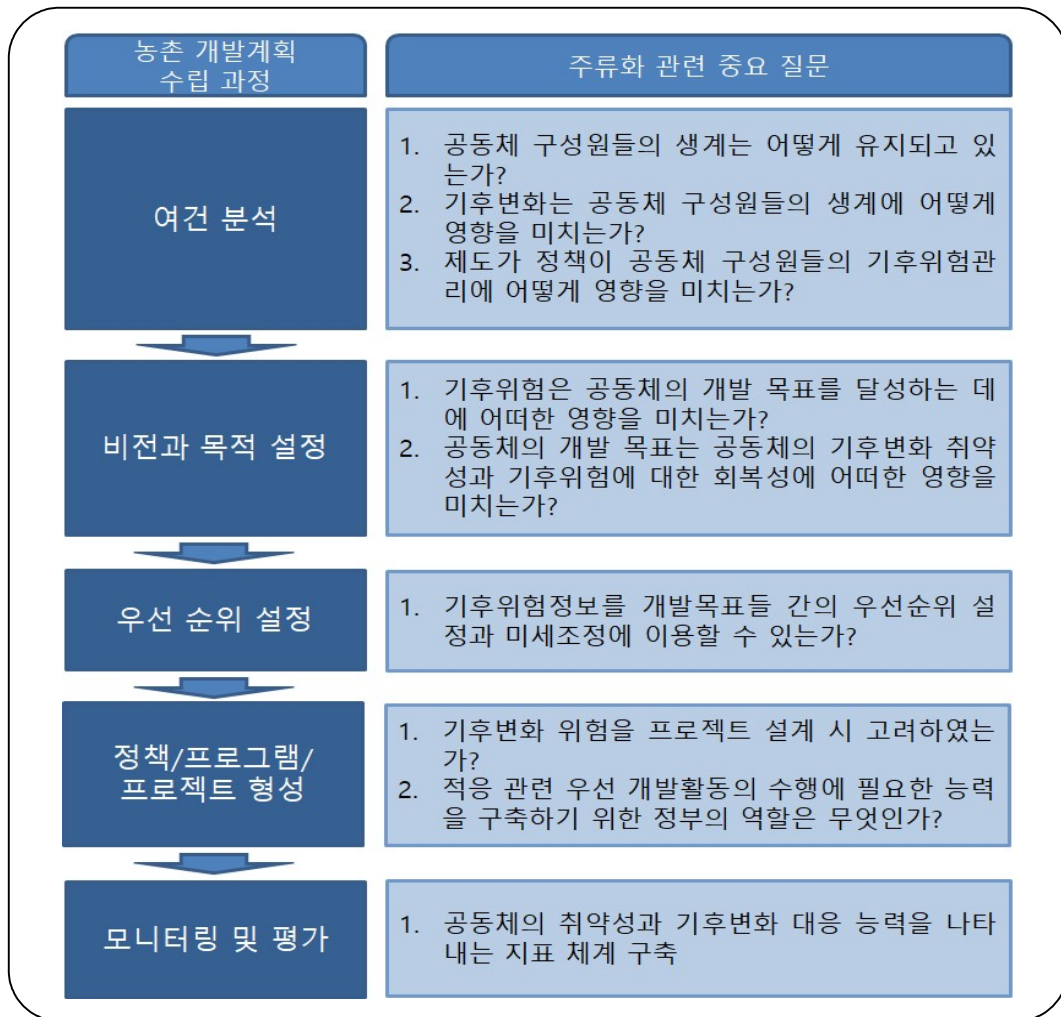 농촌 개발계획
수립 과정
주류화 관련 중요 질문
여건 분석
1. 공동체 구성원들의 생계는 어떻게 유지되고 있
는가?
2. 기후변화는 공동체 구성원들의 생계에 어떻게
영향을 미치는가?
3. 제도가 정책이 공동체 구성원들의 기후위험관
리에 어떻게 영향을 미치는가?
비전과 목적 설정
1. 기후위험은 공동체의 개발 목표를 달성하는 데
에 어떠한 영향을 미치는가?
2. 공동체의 개발 목표는 공동체의 기후변화 취약
성과 기후위험에 대한 회복성에 어떠한 영향을
미치는가?
우선 순위 설정
1. 기후위험정보를 개발목표들 간의 우선순위 설
정과 미세조정에 이용할 수 있는가?
정책/프로그램/
프로젝트 형성
1. 기후변화 위험을 프로젝트 설계 시 고려하였는
가?
2. 적응 관련 우선 개발활동의 수행에 필요한 능력
을 구축하기 위한 정부의 역할은 무엇인가?
모니터링 및 평가
1. 공동체의 취약성과 기후변화 대응 능력을 나타
내는 지표 체계 구축